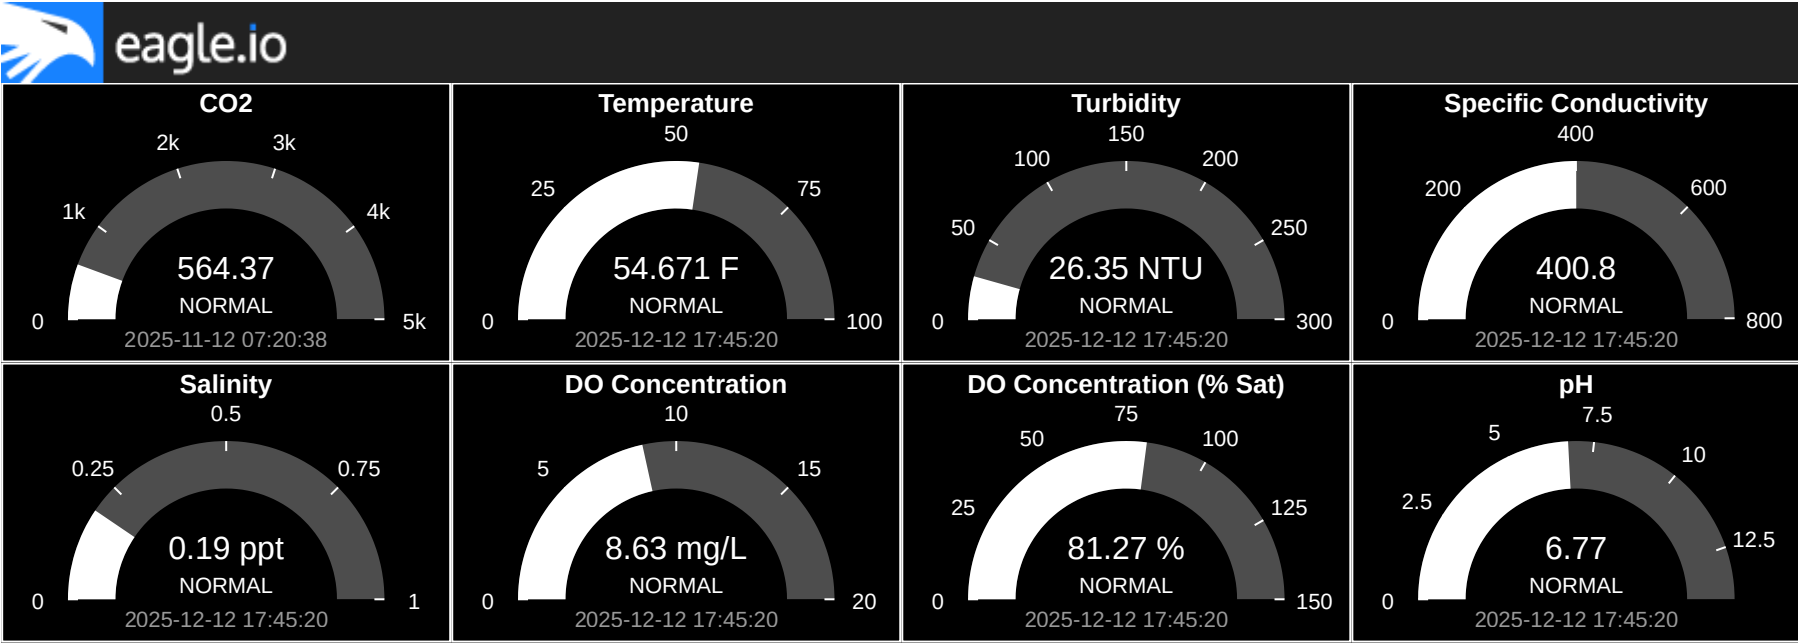 eagle.io
CO2
2k
3k
1k
4k
564.37
NORMAL
0
5k
2025-11-12 07:20:38
Temperature
50
25
75
54.671 F
NORMAL
0
100
2025-12-12 17:45:20
Turbidity
150
100
200
50
250
26.35 NTU
NORMAL
0
300
2025-12-12 17:45:20
Specific Conductivity
400
200
600
400.8
NORMAL
0
800
2025-12-12 17:45:20
Salinity
0.5
0.25
0.75
0.19 ppt
NORMAL
0
1
2025-12-12 17:45:20
DO Concentration
10
5
15
8.63 mg/L
NORMAL
0
20
2025-12-12 17:45:20
DO Concentration (% Sat)
75
50
100
25
125
81.27 %
NORMAL
0
150
2025-12-12 17:45:20
pH
7.5
5
10
2.5
12.5
6.77
NORMAL
0
2025-12-12 17:45:20